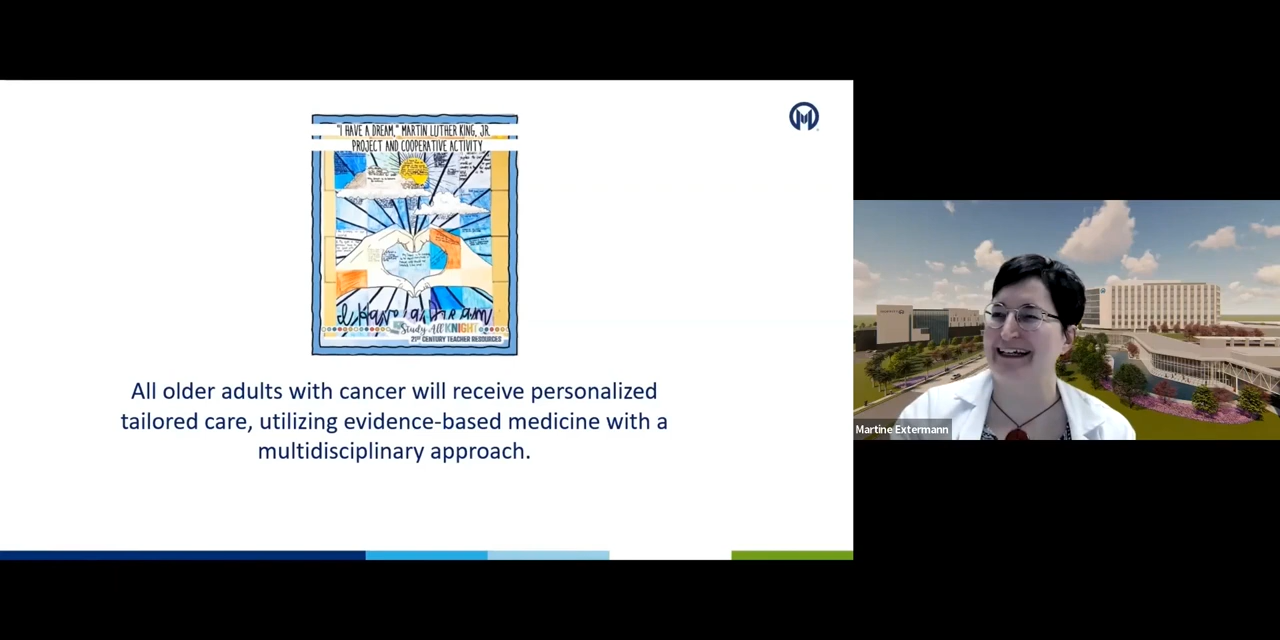 "I HAVE A DREAM," MARTIN LUTHER KING, JR.
PROJECT AND COOPERATIVE ACTIVITY
I Have a Dream
Study All KNIGHT
21ST CENTURY TEACHER RESOURCES
All older adults with cancer will receive personalized
tailored care, utilizing evidence-based medicine with a
multidisciplinary approach.
Martine Extermann